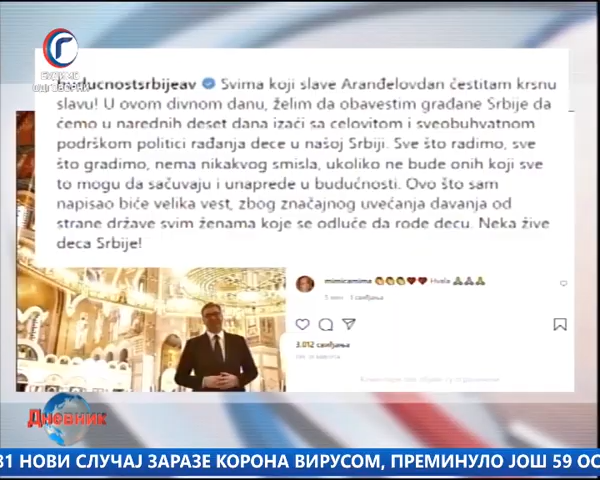 budućnostsrbijeav Svima koji slave Aranđelovdan čestitam krsnu
slavu! U ovom divnom danu, želim da obavestim građane Srbije da
ćemo u narednih deset dana izaći sa celovitom i sveobuhvatnom
podrškom politici rađanja dece u našoj Srbiji. Sve što radimo, sve
što gradimo, nema nikakvog smisla, ukoliko ne bude onih koji sve
to mogu da sačuvaju i unaprede u budućnosti. Ovo što sam
napisao biće velika vest, zbog značajnog uvećanja davanja od
strane države svim ženama koje se odluče da rode decu. Neka žive
deca Srbije!
mimicamima Hvala
3.012 свиђања
Дневник
81 НОВИ СЛУЧАЈ ЗАРАЗЕ КОРОНА ВИРУСОМ, ПРЕМИНУЛО ЈОШ 59 ОС